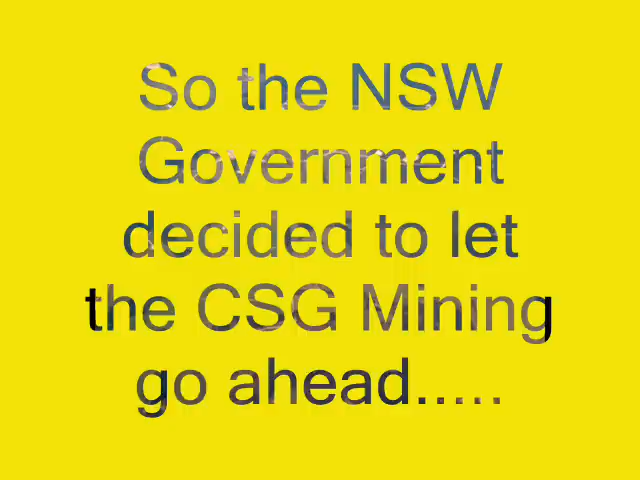 So the NSW
Government
decided to let
the CSG Mining
go ahead.....